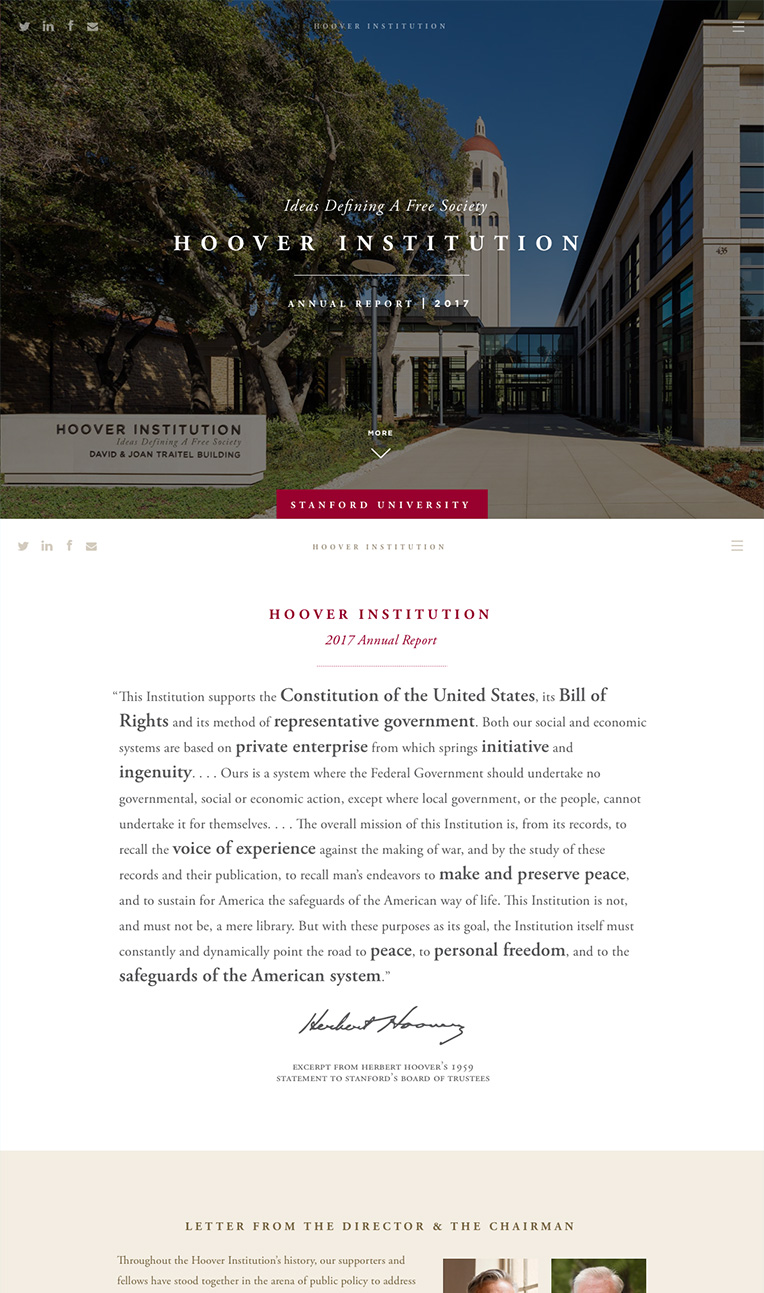 HOOVER INSTITUTION
Ideas Defining A Free Society
HOOVER INSTITUTION
ANNUAL REPORT | 2017
435
HOOVER INSTITUTION
Ideas Defining A Free Society
DAVID & JOAN TRAITEL BUILDING
MORE
STANFORD UNIVERSITY
HOOVER INSTITUTION
HOOVER INSTITUTION
2017 Annual Report
“This Institution supports the Constitution of the United States, its Bill of
Rights and its method of representative government. Both our social and economic
systems are based on private enterprise from which springs initiative and
ingenuity. . . . Ours is a system where the Federal Government should undertake no
governmental, social or economic action, except where local government, or the people, cannot
undertake it for themselves. . . . The overall mission of this Institution is, from its records, to
recall the voice of experience against the making of war, and by the study of these
records and their publication, to recall man’s endeavors to make and preserve peace,
and to sustain for America the safeguards of the American way of life. This Institution is not,
and must not be, a mere library. But with these purposes as its goal, the Institution itself must
constantly and dynamically point the road to peace, to personal freedom, and to the
safeguards of the American system.”
Herbert Hoover
EXCERPT FROM HERBERT HOOVER’S 1959
STATEMENT TO STANFORD’S BOARD OF TRUSTEES
LETTER FROM THE DIRECTOR & THE CHAIRMAN
Throughout the Hoover Institution’s history, our supporters and
fellows have stood together in the arena of public policy to address